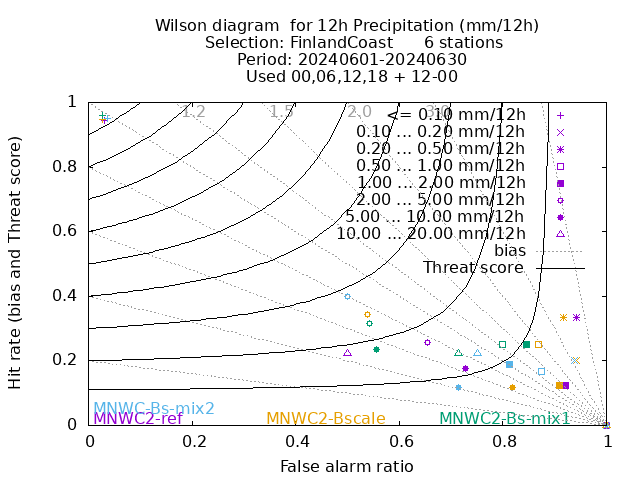 Wilson diagram  for 12h Precipitation (mm/12h)
Selection: FinlandCoast      6 stations
Period: 20240601-20240630
Used 00,06,12,18 + 12-00
Hit rate (bias and Threat score)
1
0.8
0.6
0.4
0.2
0
1.2 1.5 2.0 3.0
<= 0.10 mm/12h
0.10 ... 0.20 mm/12h
0.20 ... 0.50 mm/12h
0.50 ... 1.00 mm/12h
1.00 ... 2.00 mm/12h
2.00 ... 5.00 mm/12h
5.00 ... 10.00 mm/12h
10.00 ... 20.00 mm/12h
bias
Threat score
MNWC-Bs-mix2
MNWC2-ref MNWC2-Bscale MNWC2-Bs-mix1
0 0.2 0.4 0.6 0.8 1
False alarm ratio